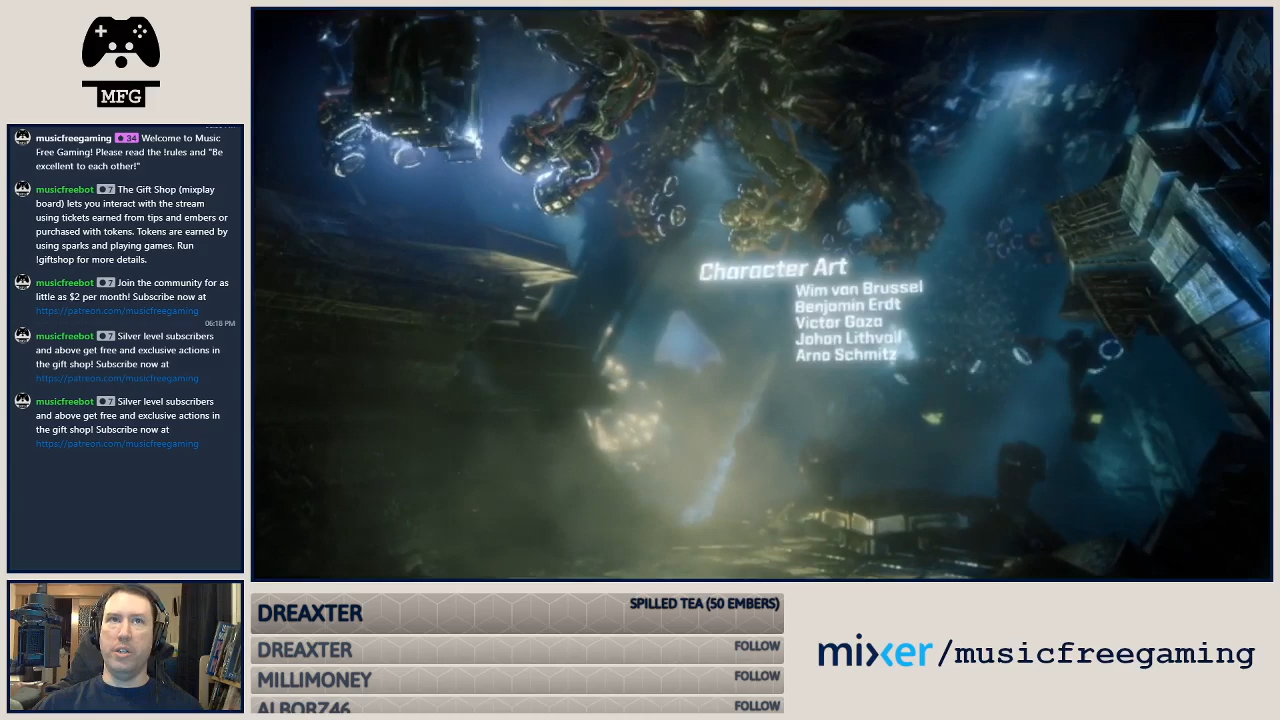 MFG
musicfreegaming 34 Welcome to Music
Free Gaming! Please read the !rules and "Be
excellent to each other!"
musicfreebot 7 The Gift Shop (mixplay
board) lets you interact with the stream
using tickets earned from tips and embers or
purchased with tokens. Tokens are earned by
using sparks and playing games. Run
!giftshop for more details.
musicfreebot 7 Join the community for as
little as $2 per month! Subscribe now at
https://patreon.com/musicfreegaming
06:18 PM
musicfreebot 7 Silver level subscribers
and above get free and exclusive actions in
the gift shop! Subscribe now at
https://patreon.com/musicfreegaming
musicfreebot 7 Silver level subscribers
and above get free and exclusive actions in
the gift shop! Subscribe now at
https://patreon.com/musicfreegaming
Character Art
Wim van Brussel
Benjamin Erdt
Victor Gaza
Johan Lithvall
Arno Schmitz
DREAXTER SPILLED TEA (50 EMBERS)
DREAXTER FOLLOW
MILLIMONEY FOLLOW
ALBORZ46 FOLLOW
mixer/musicfreegaming